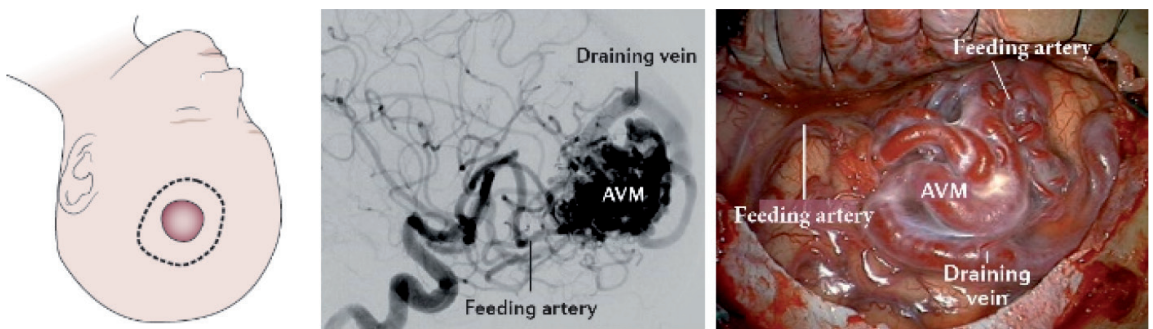 Draining vein
AVM
Feeding artery
Feeding artery
AVM
Feeding artery
Draining
vein